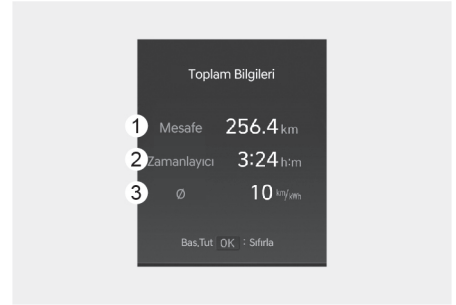 Toplam Bilgileri
1 Mesafe 256.4 km
2 Zamanlayıcı 3:24 h:m
3 Ø 10 km/kWh
Bas,Tut OK : Sıfırla